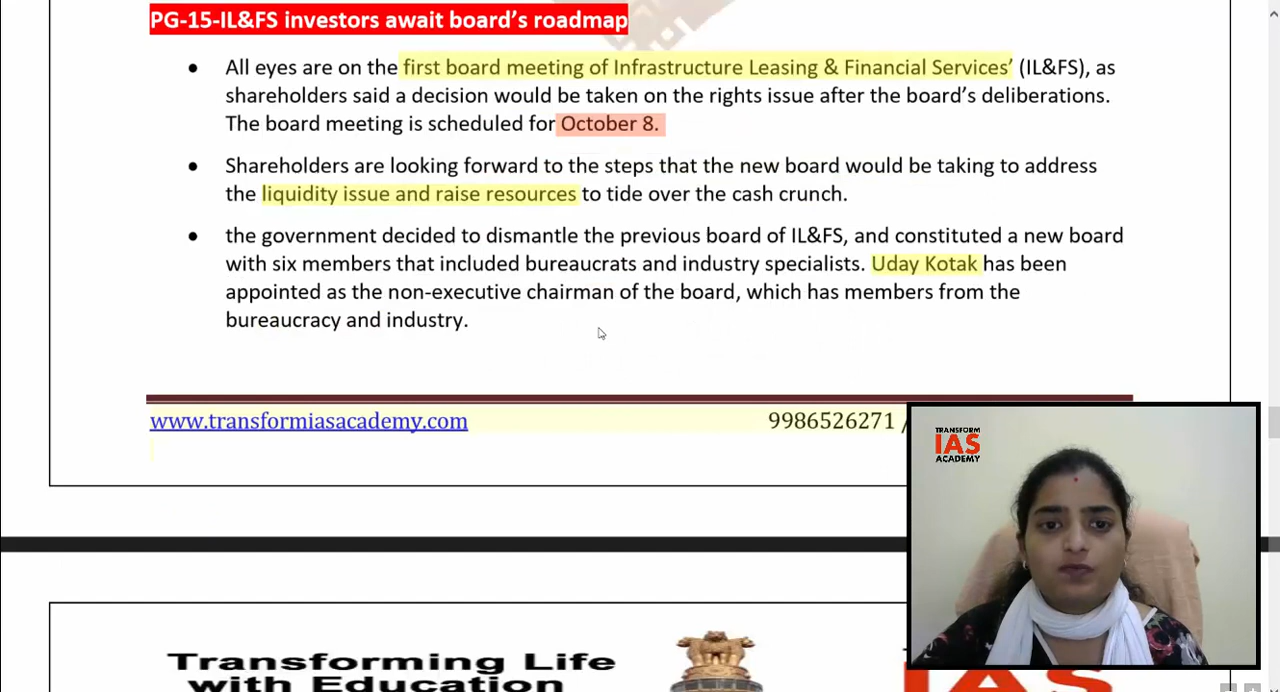 PG-15-IL&FS investors await board’s roadmap
• All eyes are on the first board meeting of Infrastructure Leasing & Financial Services’ (IL&FS), as
shareholders said a decision would be taken on the rights issue after the board’s deliberations.
The board meeting is scheduled for October 8.
• Shareholders are looking forward to the steps that the new board would be taking to address
the liquidity issue and raise resources to tide over the cash crunch.
• the government decided to dismantle the previous board of IL&FS, and constituted a new board
with six members that included bureaucrats and industry specialists. Uday Kotak has been
appointed as the non-executive chairman of the board, which has members from the
bureaucracy and industry.
www.transformiasacademy.com 9986526271 /
TRANSFORM
IAS
ACADEMY
Transforming Life
with Education
IAS